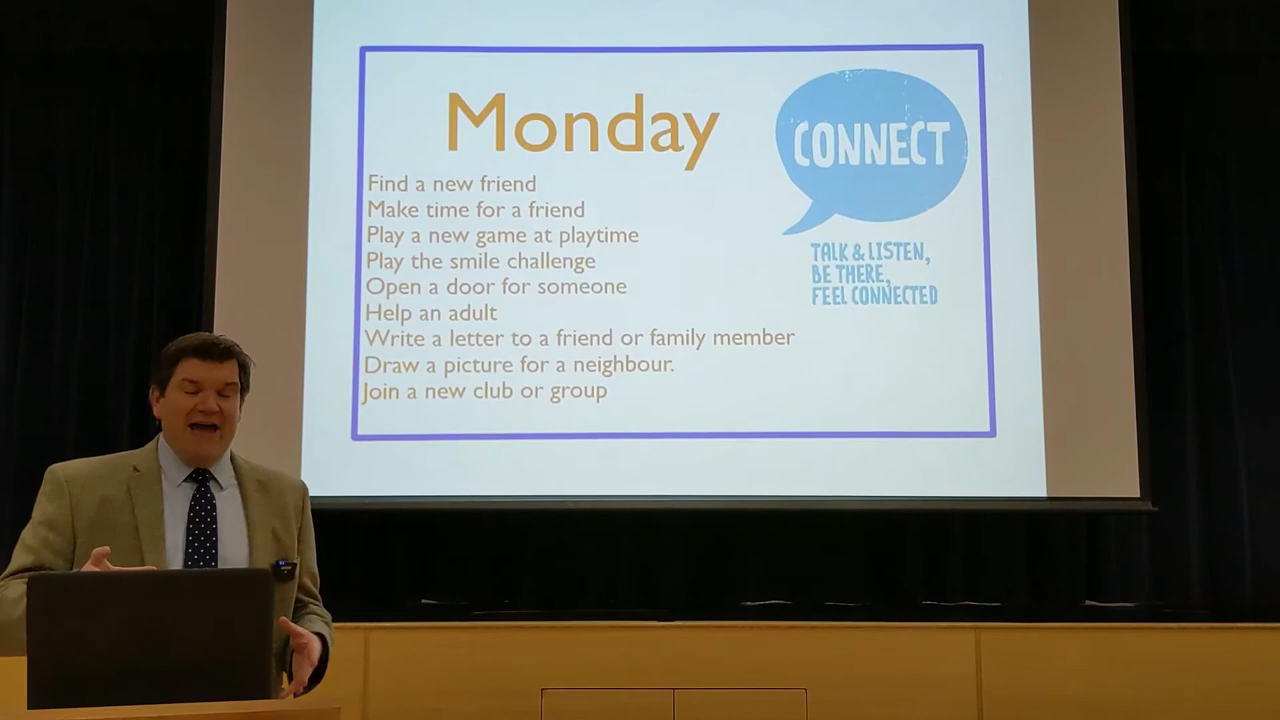 Monday
Find a new friend
Make time for a friend
Play a new game at playtime
Play the smile challenge
Open a door for someone
Help an adult
Write a letter to a friend or family member
Draw a picture for a neighbour.
Join a new club or group
CONNECT
TALK & LISTEN,
BE THERE,
FEEL CONNECTED